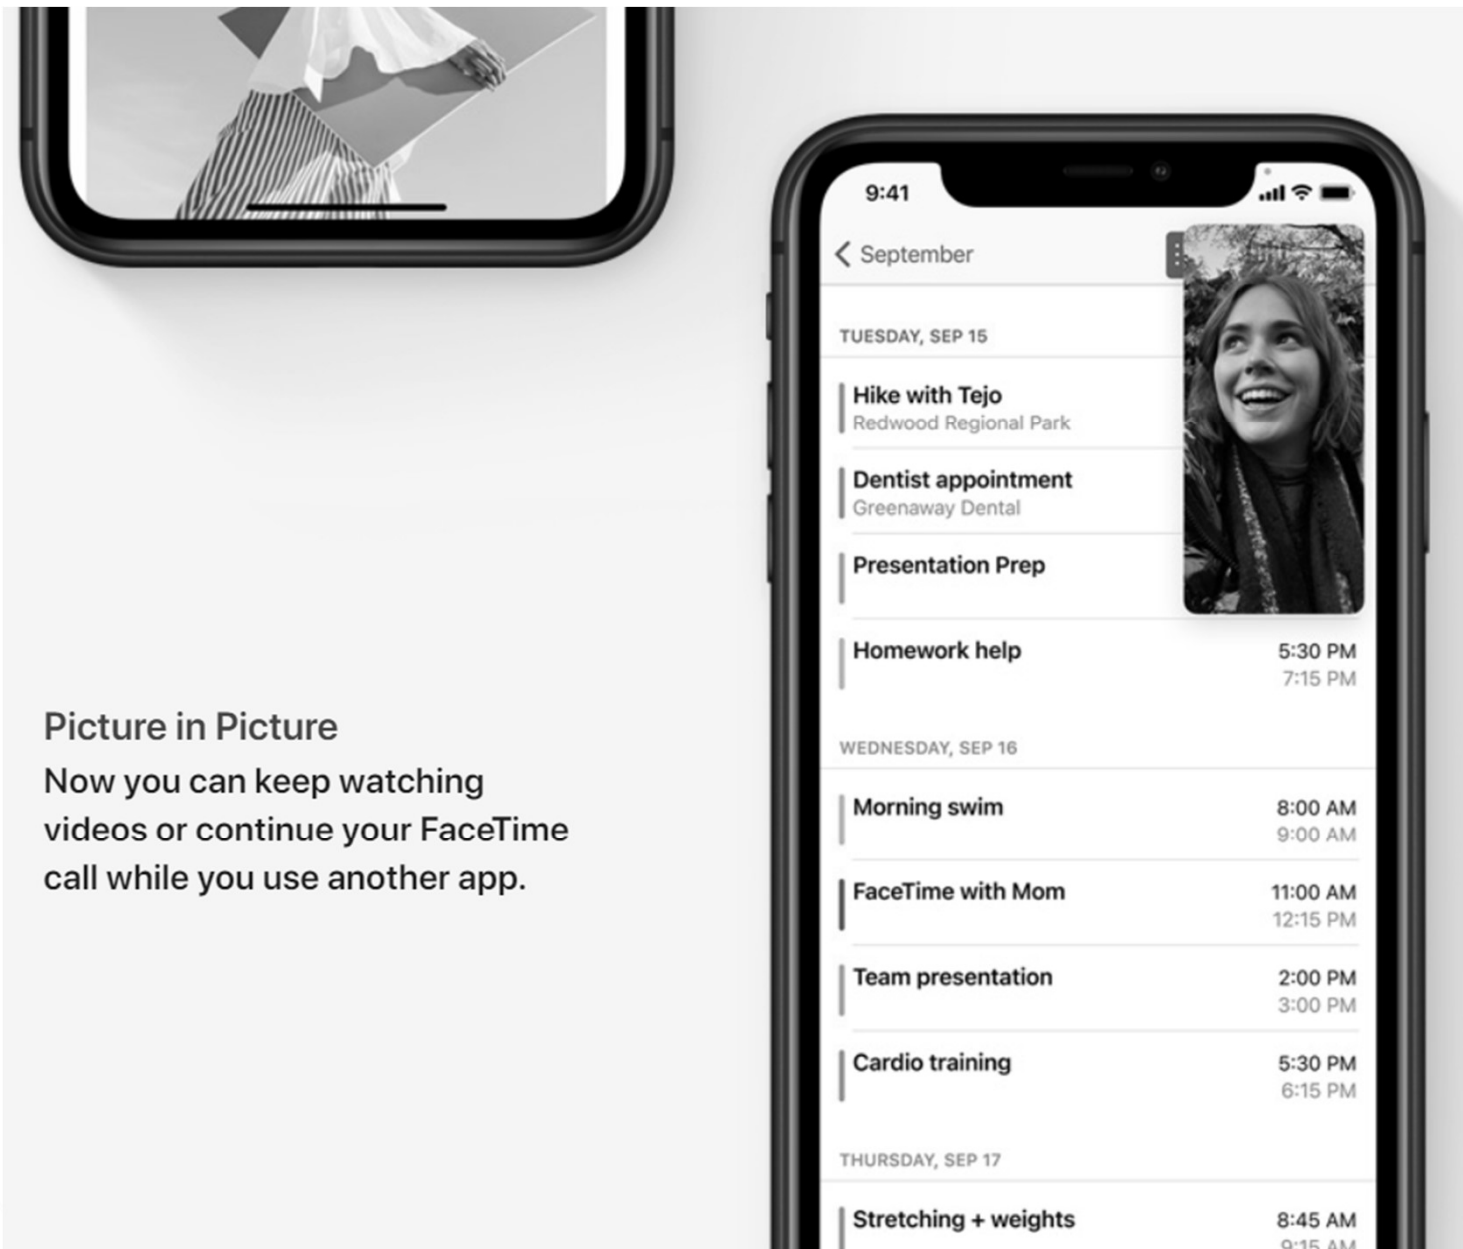 9:41
September
TUESDAY, SEP 15
Hike with Tejo
Redwood Regional Park
Dentist appointment
Greenaway Dental
Presentation Prep
Homework help 5:30 PM
7:15 PM
WEDNESDAY, SEP 16
Morning swim 8:00 AM
9:00 AM
FaceTime with Mom 11:00 AM
12:15 PM
Team presentation 2:00 PM
3:00 PM
Cardio training 5:30 PM
6:15 PM
THURSDAY, SEP 17
Stretching + weights 8:45 AM
9:15 AM
Picture in Picture
Now you can keep watching
videos or continue your FaceTime
call while you use another app.